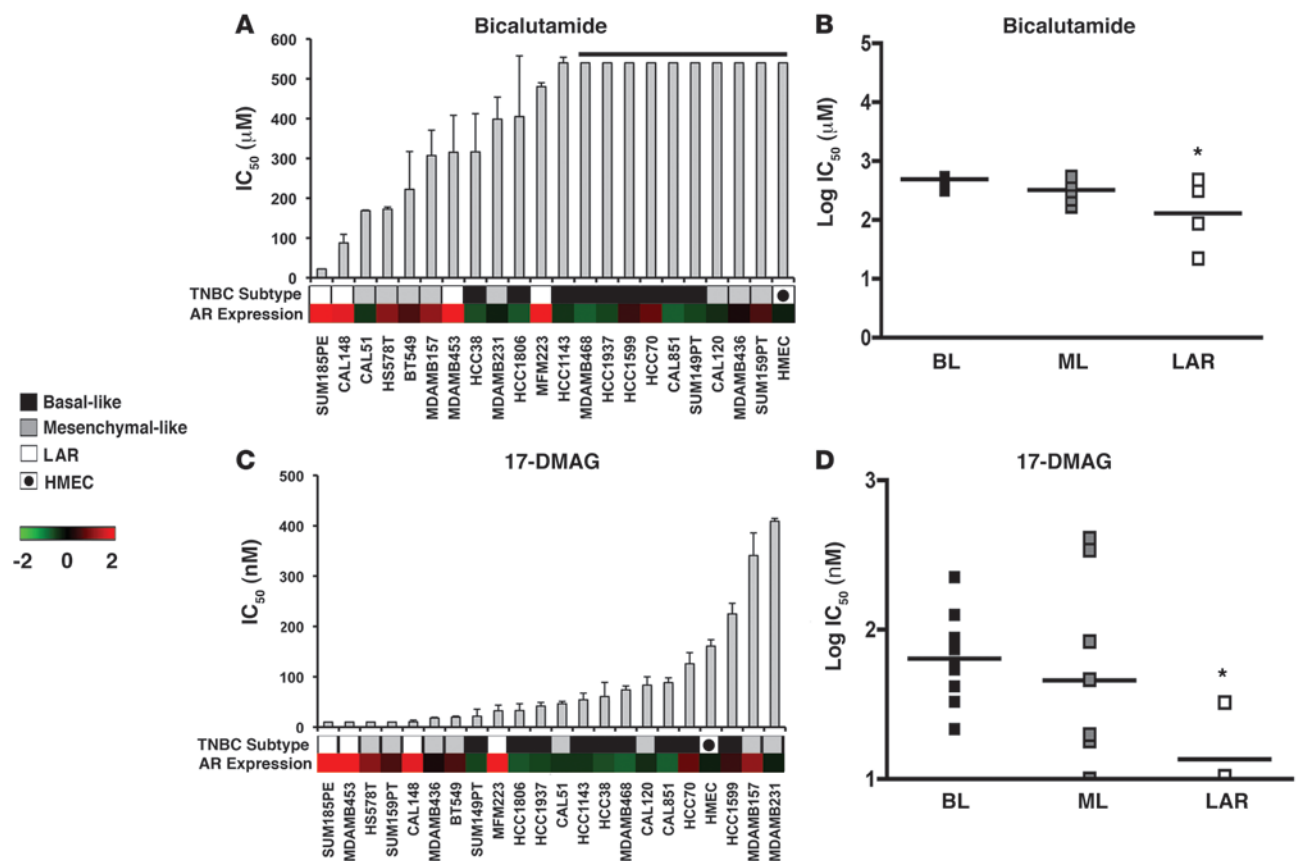 A
Bicalutamide
IC50 (μM)
600
500
400
300
200
100
0
TNBC Subtype
AR Expression
SUM185PE
CAL148
CAL51
HS578T
BT549
MDAMB157
MDAMB453
HCC38
MDAMB231
HCC1806
MFM223
HCC1143
MDAMB468
HCC1937
HCC1599
HCC70
CAL851
SUM149PT
CAL120
MDAMB436
SUM159PT
HMEC
B
Bicalutamide
Log IC50 (μM)
5
4
3
2
1
0
*
BL
ML
LAR
Basal-like
Mesenchymal-like
LAR
HMEC
-2 0 2
C
17-DMAG
IC50 (nM)
500
400
300
200
100
0
TNBC Subtype
AR Expression
SUM185PE
MDAMB453
HS578T
SUM159PT
CAL148
MDAMB436
BT549
SUM149PT
MFM223
HCC1806
HCC1937
CAL51
HCC1143
HCC38
MDAMB468
CAL120
CAL851
HCC70
HMEC
HCC1599
MDAMB157
MDAMB231
D
17-DMAG
Log IC50 (nM)
3
2
1
*
BL
ML
LAR